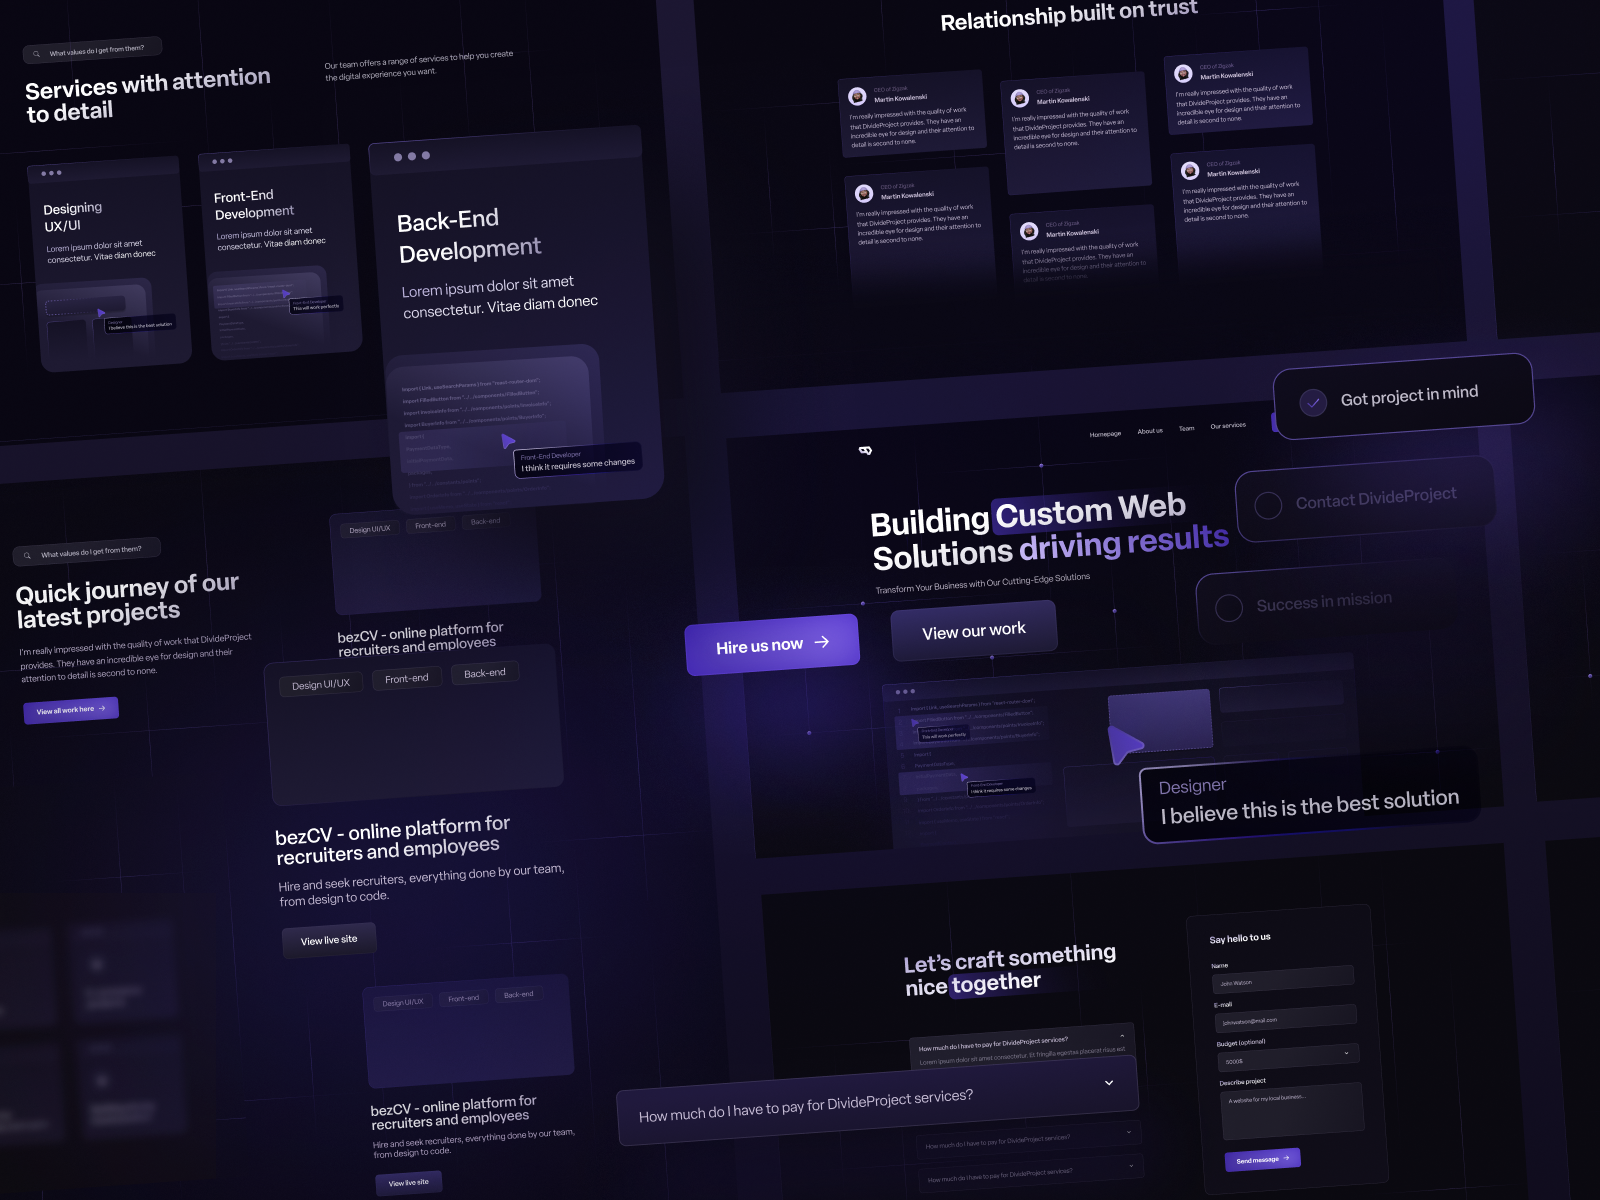 What values do I get from them?
Services with attention
to detail
Our team offers a range of services to help you create
the digital experience you want.
Designing
UX/UI
Lorem ipsum dolor sit amet
consectetur. Vitae diam donec
Designer
I believe this is the best solution
Front-End
Development
Lorem ipsum dolor sit amet
consectetur. Vitae diam donec
Front-End Developer
This will work perfectly
Back-End
Development
Lorem ipsum dolor sit amet
consectetur. Vitae diam donec
Front-End Developer
I think it requires some changes
What values do I get from them?
Quick journey of our
latest projects
I'm really impressed with the quality of work that DivideProject
provides. They have an incredible eye for design and their
attention to detail is second to none.
View all work here
Design UI/UX
Front-end
Back-end
bezCV - online platform for
recruiters and employees
Design UI/UX
Front-end
Back-end
bezCV - online platform for
recruiters and employees
Hire and seek recruiters, everything done by our team,
from design to code.
View live site
Design UI/UX
Front-end
Back-end
bezCV - online platform for
recruiters and employees
Hire and seek recruiters, everything done by our team,
from design to code.
View live site
Relationship built on trust
CEO of Zigzak
Martin Kowalenski
I'm really impressed with the quality of work
that DivideProject provides. They have an
incredible eye for design and their attention to
detail is second to none.
CEO of Zigzak
Martin Kowalenski
I'm really impressed with the quality of work
that DivideProject provides. They have an
incredible eye for design and their attention to
detail is second to none.
CEO of Zigzak
Martin Kowalenski
I'm really impressed with the quality of work
that DivideProject provides. They have an
incredible eye for design and their attention to
detail is second to none.
CEO of Zigzak
Martin Kowalenski
I'm really impressed with the quality of work
that DivideProject provides. They have an
incredible eye for design and their attention to
detail is second to none.
CEO of Zigzak
Martin Kowalenski
I'm really impressed with the quality of work
that DivideProject provides. They have an
incredible eye for design and their attention to
detail is second to none.
CEO of Zigzak
Martin Kowalenski
I'm really impressed with the quality of work
that DivideProject provides. They have an
incredible eye for design and their attention to
detail is second to none.
Homepage
About us
Team
Our services
Got project in mind
Contact DivideProject
Success in mission
Building Custom Web
Solutions driving results
Transform Your Business with Our Cutting-Edge Solutions
Hire us now
View our work
This will work perfectly
Front-End Developer
I think it requires some changes
Designer
I believe this is the best solution
Let's craft something
nice together
How much do I have to pay for DivideProject services?
Lorem ipsum dolor sit amet consectetur. Et fringilla egestas placerat risus est
How much do I have to pay for DivideProject services?
How much do I have to pay for DivideProject services?
How much do I have to pay for DivideProject services?
Say hello to us
Name
John Watson
E-mail
johnwatson@mail.com
Budget (optional)
5000$
Describe project
A website for my local business...
Send message